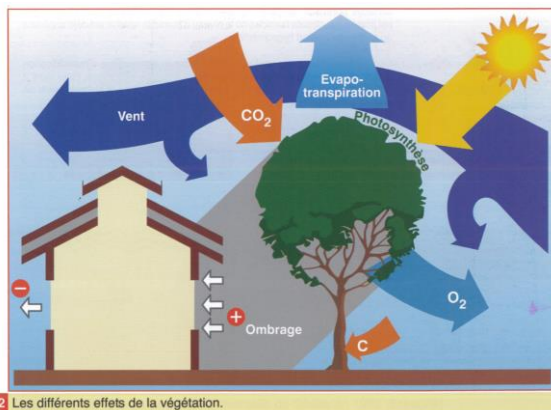 Evapo-
transpiration
Vent
CO2
Photosynthèse
−
+
Ombrage
O2
C
2 Les différents effets de la végétation.